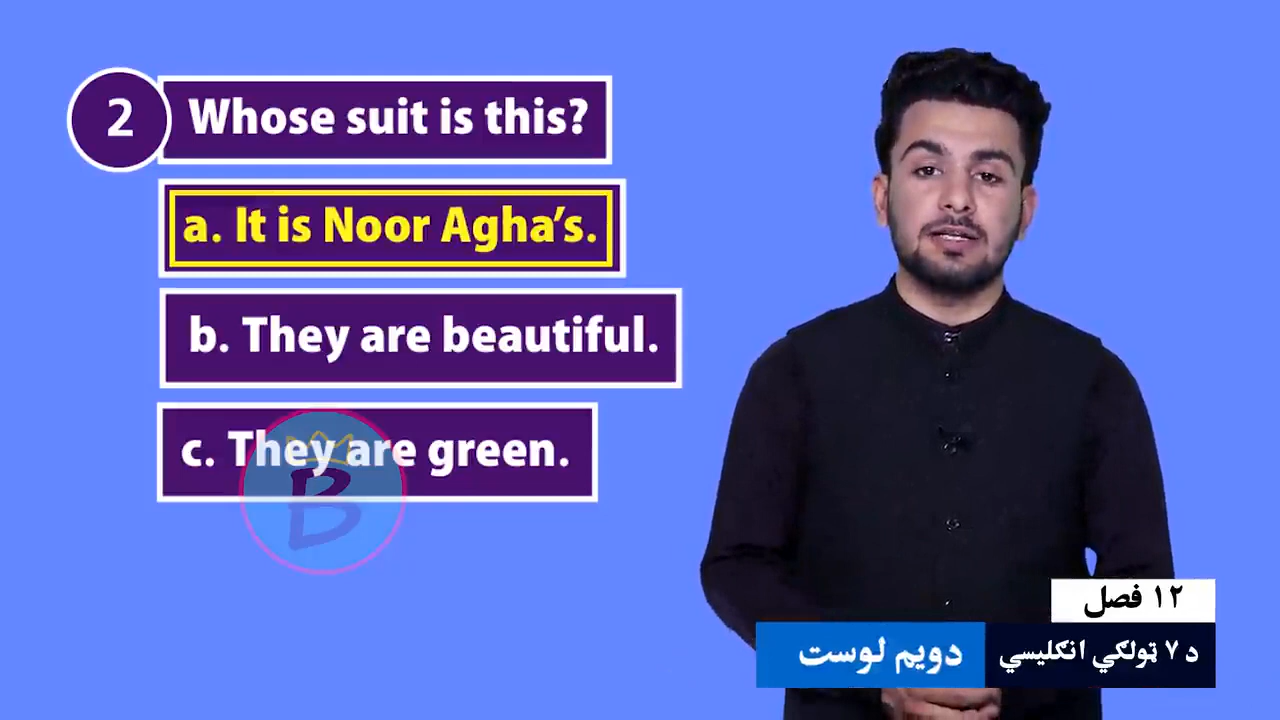 2
Whose suit is this?
a. It is Noor Agha's.
b. They are beautiful.
c. They are green.
B
۱۲ فصل
د ۷ ټولګي انګلیسي
دویم لوست